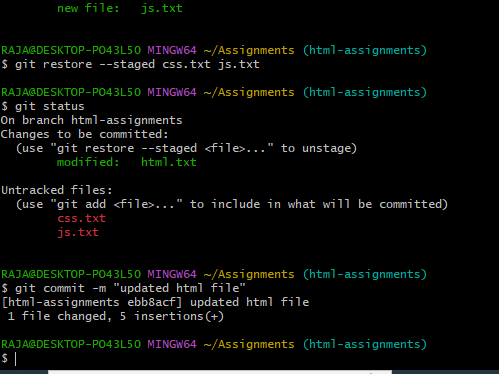 new file:   js.txt
RAJA@DESKTOP-PO43L5O MINGW64 ~/Assignments (html-assignments)
$ git restore --staged css.txt js.txt
RAJA@DESKTOP-PO43L5O MINGW64 ~/Assignments (html-assignments)
$ git status
On branch html-assignments
Changes to be committed:
  (use "git restore --staged <file>..." to unstage)
        modified:   html.txt
Untracked files:
  (use "git add <file>..." to include in what will be committed)
        css.txt
        js.txt
RAJA@DESKTOP-PO43L5O MINGW64 ~/Assignments (html-assignments)
$ git commit -m "updated html file"
[html-assignments ebb8acf] updated html file
 1 file changed, 5 insertions(+)
RAJA@DESKTOP-PO43L5O MINGW64 ~/Assignments (html-assignments)
$